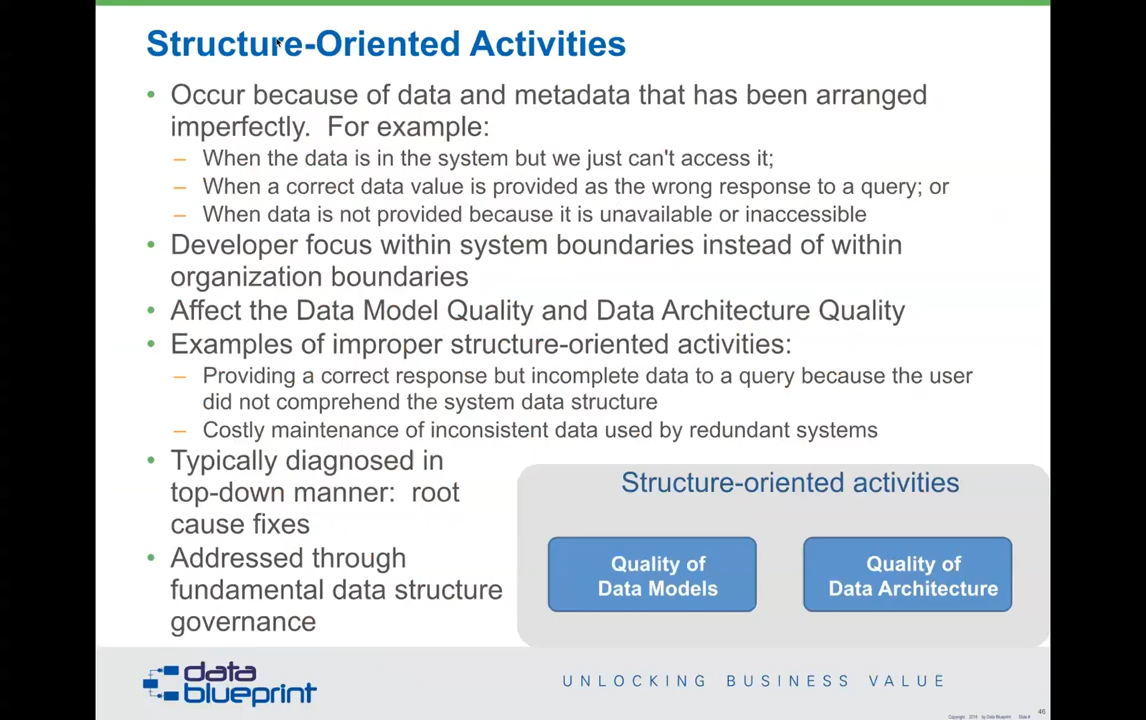 Structure-Oriented Activities
• Occur because of data and metadata that has been arranged
imperfectly.  For example:
– When the data is in the system but we just can't access it;
– When a correct data value is provided as the wrong response to a query; or
– When data is not provided because it is unavailable or inaccessible
• Developer focus within system boundaries instead of within
organization boundaries
• Affect the Data Model Quality and Data Architecture Quality
• Examples of improper structure-oriented activities:
– Providing a correct response but incomplete data to a query because the user
did not comprehend the system data structure
– Costly maintenance of inconsistent data used by redundant systems
• Typically diagnosed in
top-down manner:  root
cause fixes
• Addressed through
fundamental data structure
governance
Structure-oriented activities
Quality of
Data Models
Quality of
Data Architecture
data
blueprint
UNLOCKING BUSINESS VALUE
46
Copyright 2016 by Data Blueprint Slide #